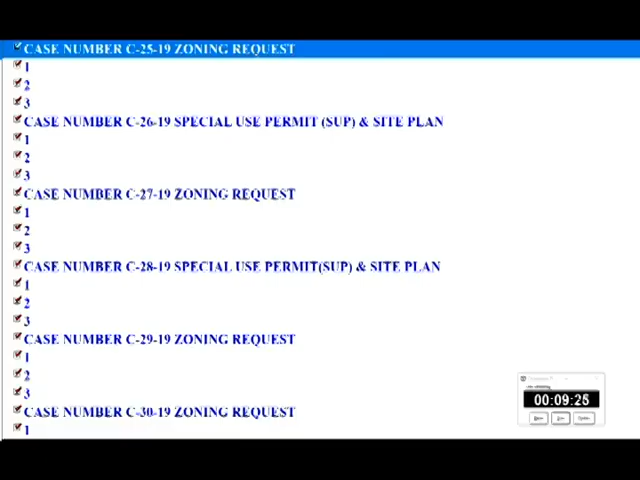 CASE NUMBER C-25-19 ZONING REQUEST
1
2
3
CASE NUMBER C-26-19 SPECIAL USE PERMIT (SUP) & SITE PLAN
1
2
3
CASE NUMBER C-27-19 ZONING REQUEST
1
2
3
CASE NUMBER C-28-19 SPECIAL USE PERMIT(SUP) & SITE PLAN
1
2
3
CASE NUMBER C-29-19 ZONING REQUEST
1
2
3
CASE NUMBER C-30-19 ZONING REQUEST
1
00:09:25